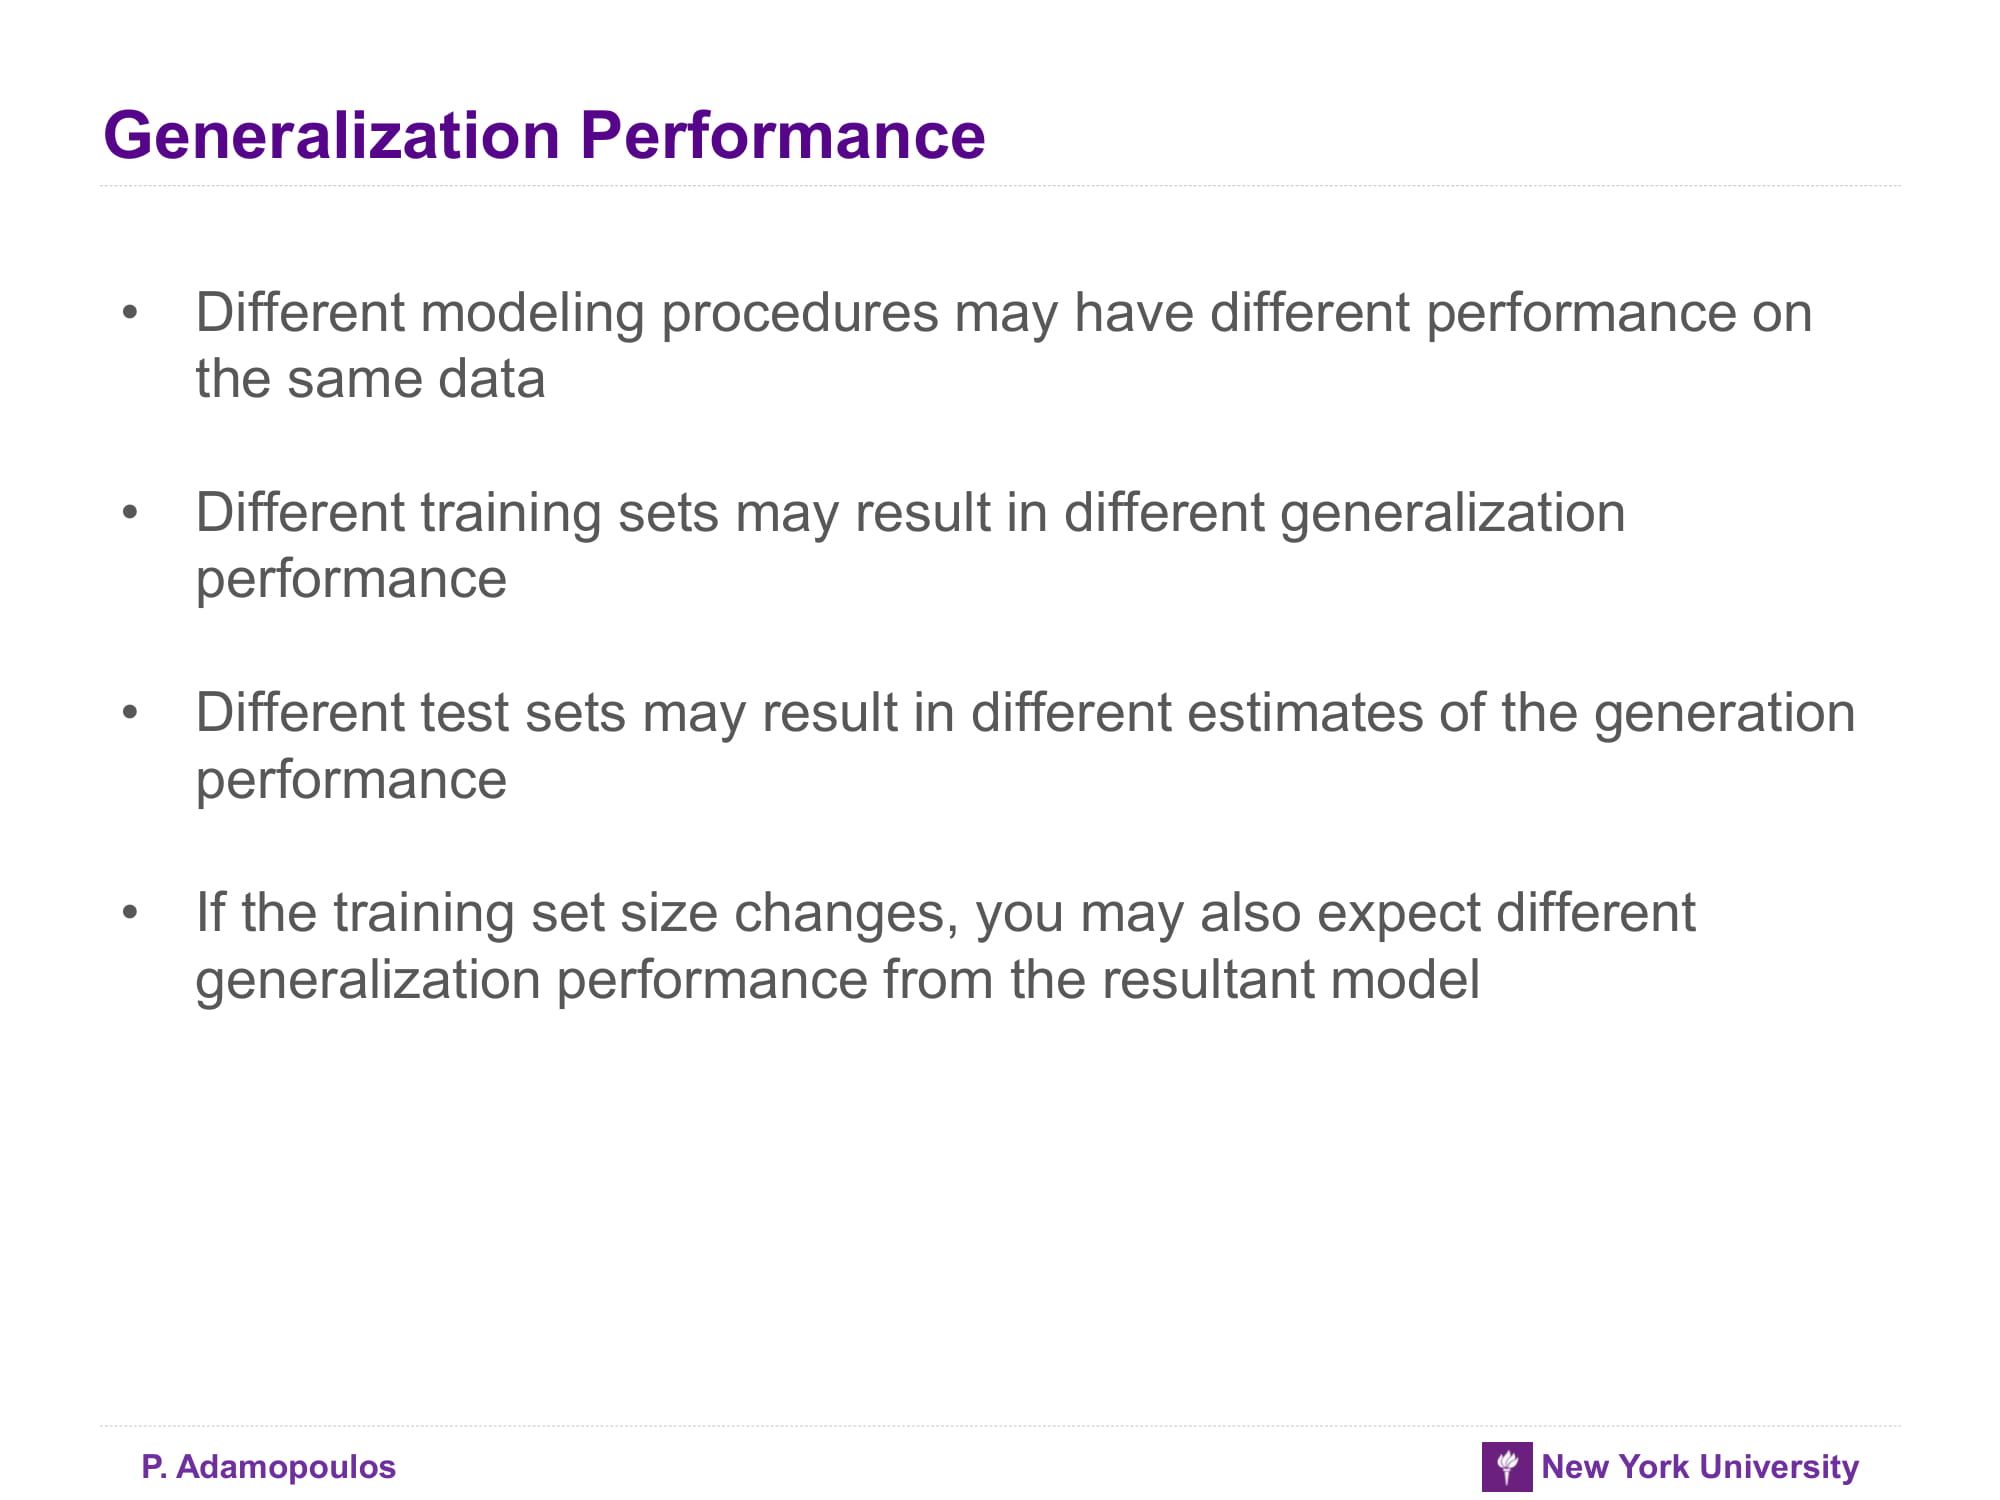 Generalization Performance
• Different modeling procedures may have different performance on
the same data
• Different training sets may result in different generalization
performance
• Different test sets may result in different estimates of the generation
performance
• If the training set size changes, you may also expect different
generalization performance from the resultant model
P. Adamopoulos
New York University